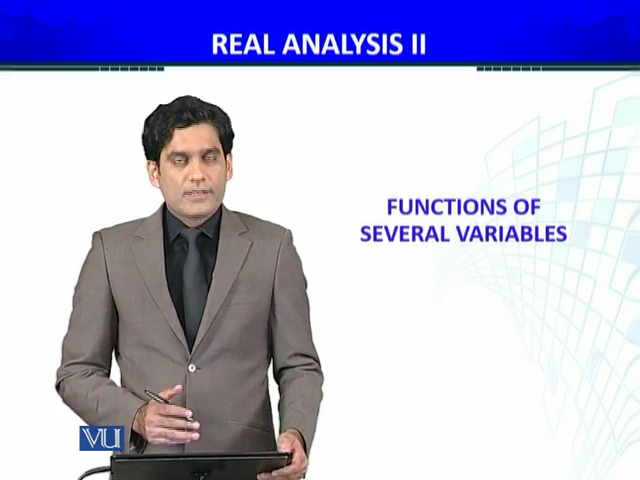 REAL ANALYSIS II
FUNCTIONS OF
SEVERAL VARIABLES
VU